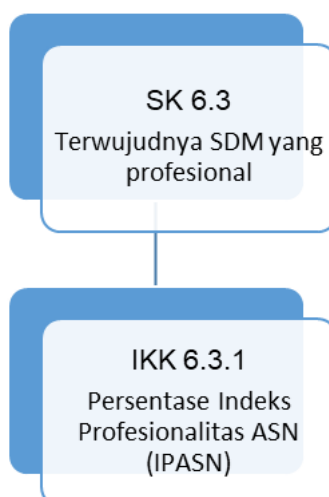 SK 6.3
Terwujudnya SDM yang
profesional
IKK 6.3.1
Persentase Indeks
Profesionalitas ASN
(IPASN)